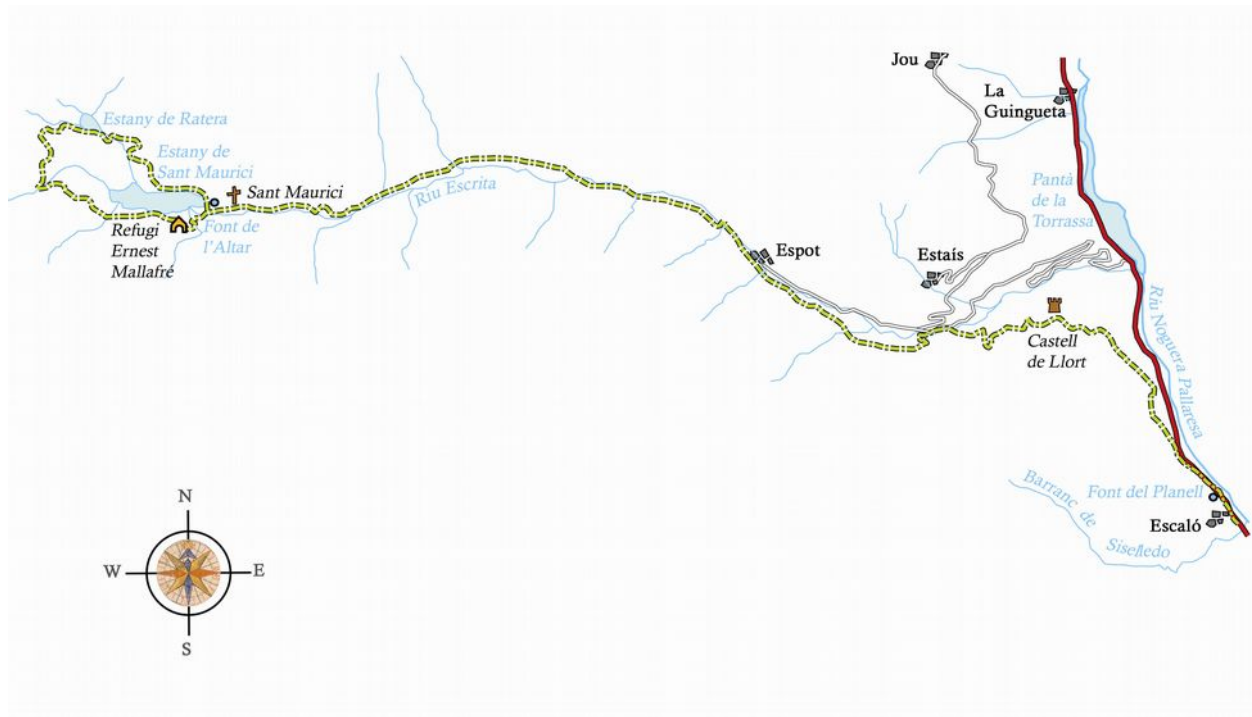 Jou
La
Guingueta
Estany de Ratera
Estany de
Sant Maurici
Sant Maurici
Riu Escrita
Pantà
de la
Torrassa
Refugi
Ernest
Mallafré
Font de
l'Altar
Espot
Estaís
Castell
de Llort
Riu Noguera Pallaresa
Font del Planell
Barranc de
Siselledo
Escaló
N
W
E
S